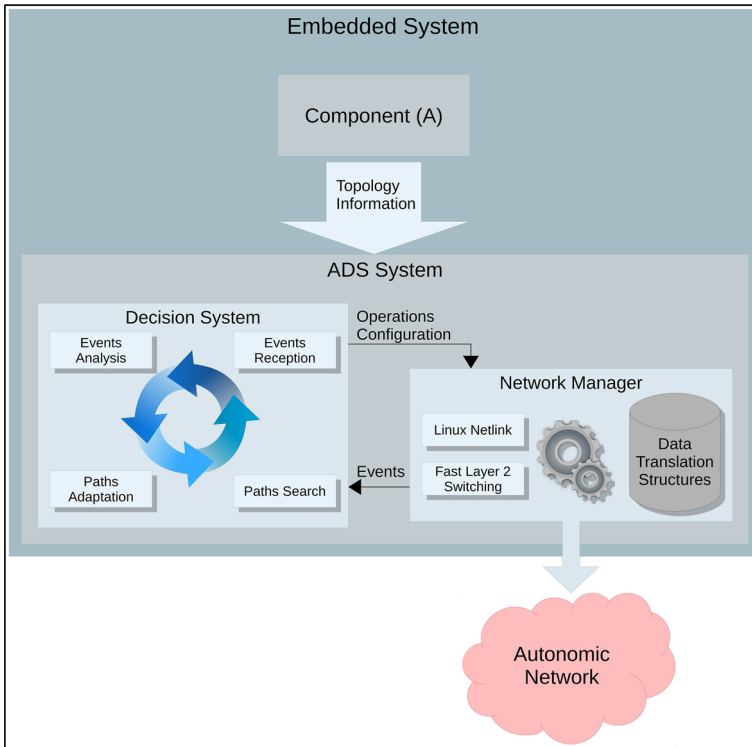 Embedded System
Component (A)
Topology
Information
ADS System
Decision System
Events
Analysis
Events
Reception
Paths
Adaptation
Paths Search
Operations
Configuration
Events
Network Manager
Linux Netlink
Fast Layer 2
Switching
Data
Translation
Structures
Autonomic
Network